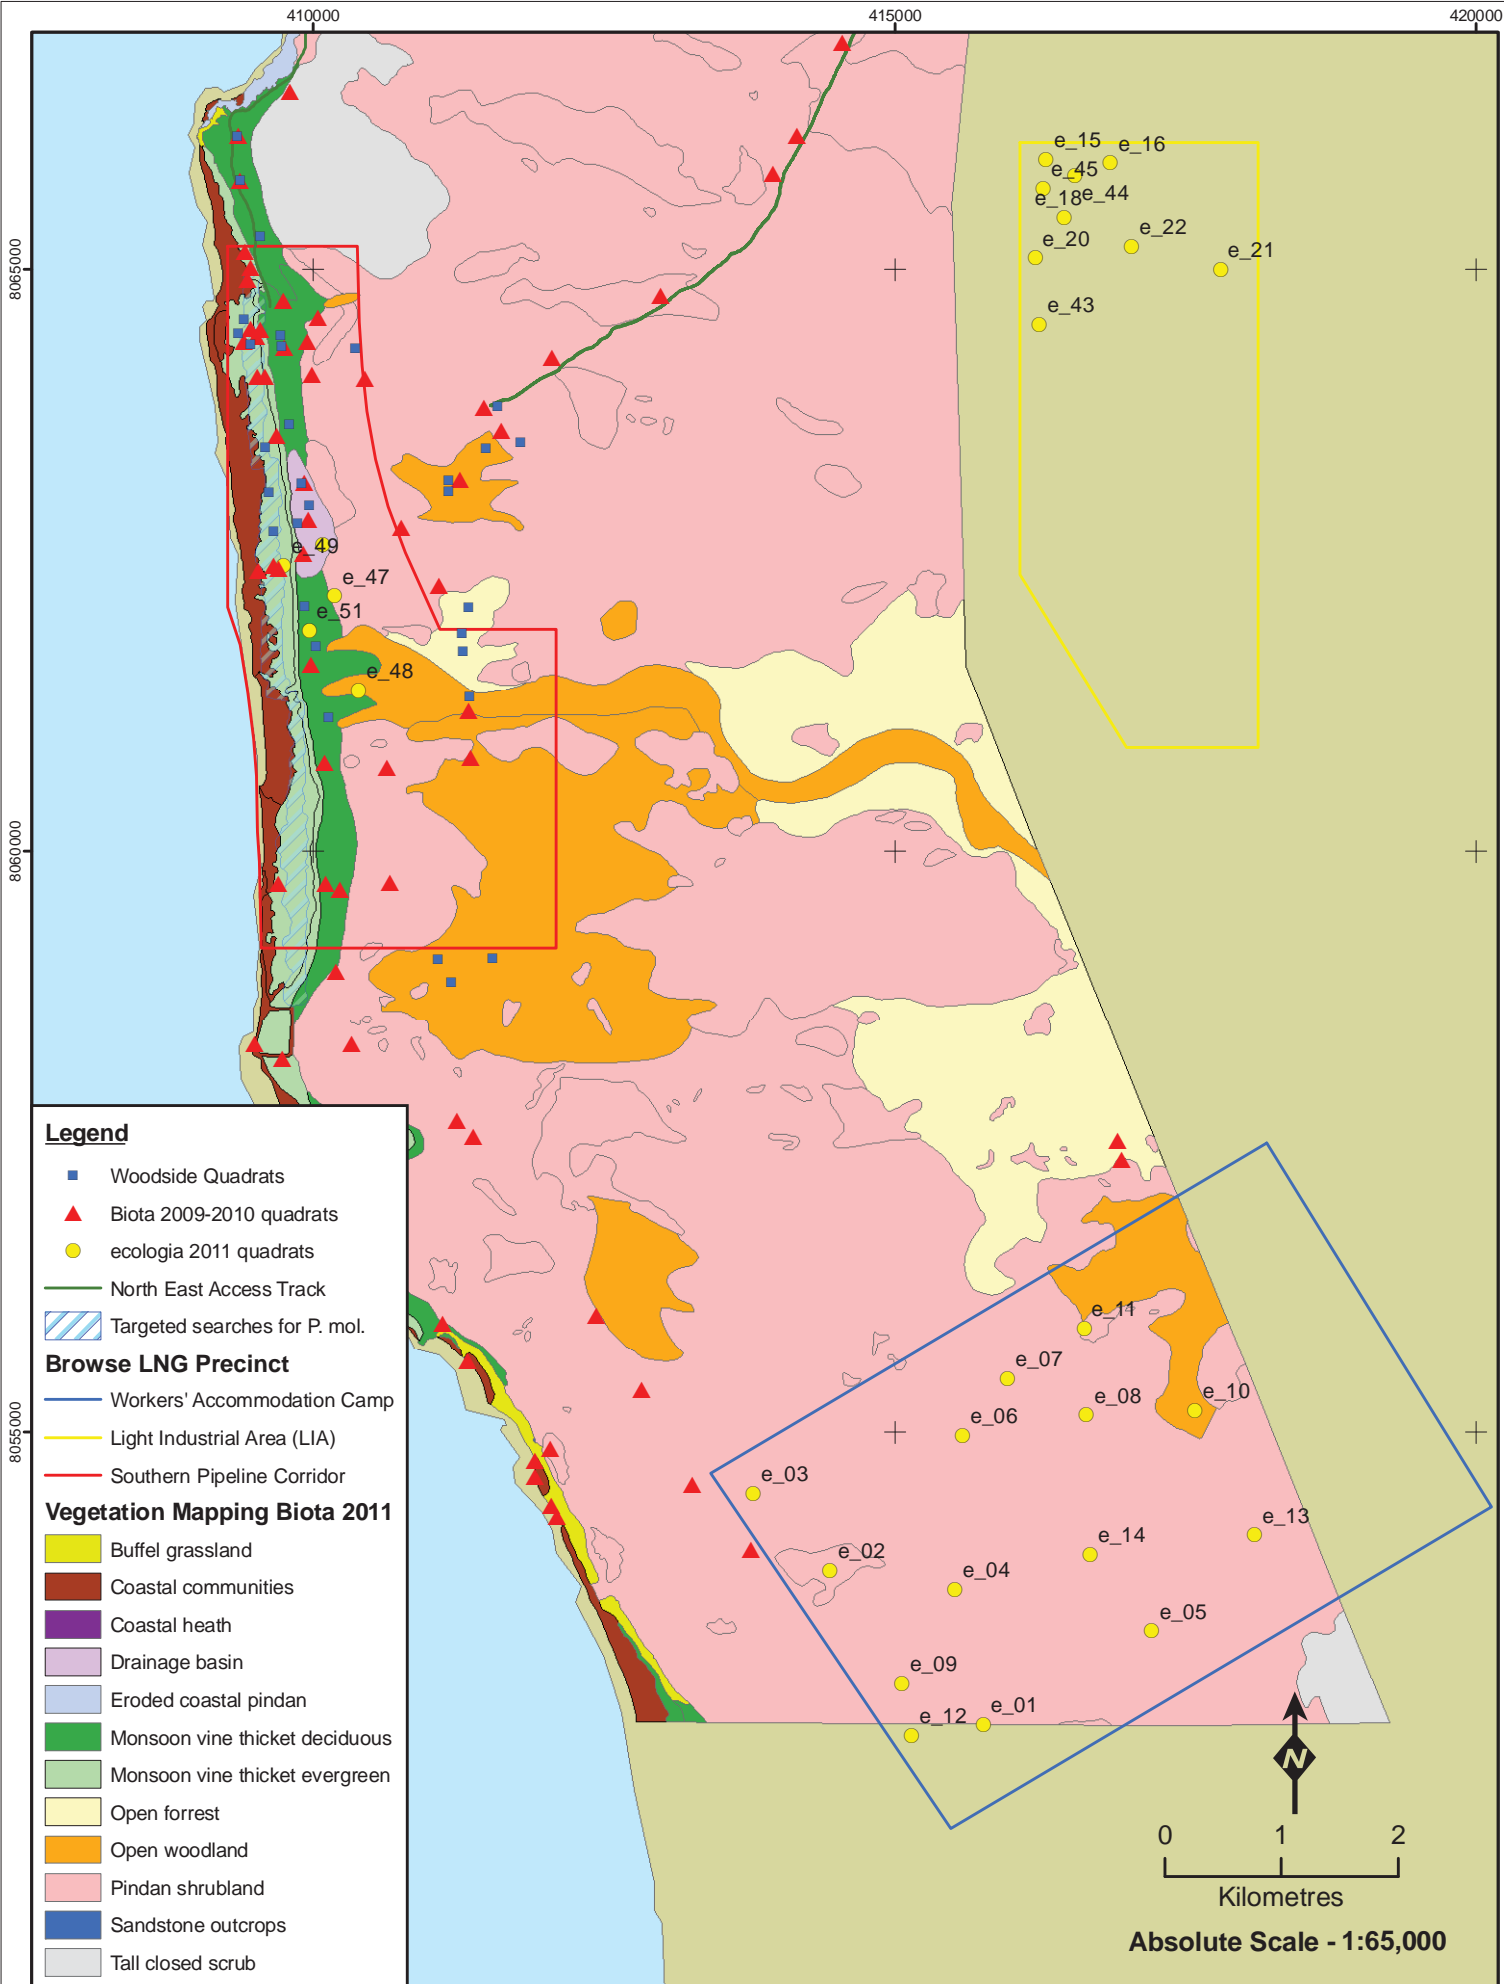 410000
415000
420000
8065000
8060000
8055000
e_15
e_16
e_45
e_18
e_44
e_22
e_20
e_21
e_43
e_49
e_47
e_51
e_48
e_11
e_07
e_10
e_08
e_06
e_03
e_13
e_14
e_02
e_04
e_05
e_09
e_01
e_12
Legend
Woodside Quadrats
Biota 2009-2010 quadrats
ecologia 2011 quadrats
North East Access Track
Targeted searches for P. mol.
Browse LNG Precinct
Workers' Accommodation Camp
Light Industrial Area (LIA)
Southern Pipeline Corridor
Vegetation Mapping Biota 2011
Buffel grassland
Coastal communities
Coastal heath
Drainage basin
Eroded coastal pindan
Monsoon vine thicket deciduous
Monsoon vine thicket evergreen
Open forrest
Open woodland
Pindan shrubland
Sandstone outcrops
Tall closed scrub
N
0 1 2
Kilometres
Absolute Scale - 1:65,000